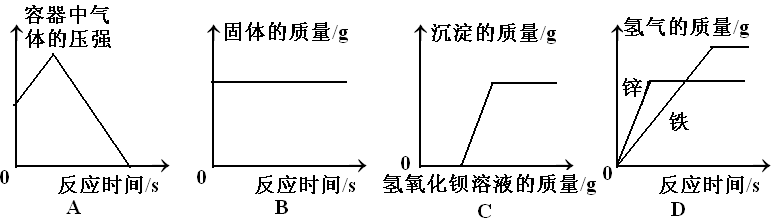 容器中气
体的压强
0
反应时间/s
A
固体的质量/g
0
反应时间/s
B
沉淀的质量/g
0
氢氧化钡溶液的质量/g
C
氢气的质量/g
锌
铁
0
反应时间/s
D